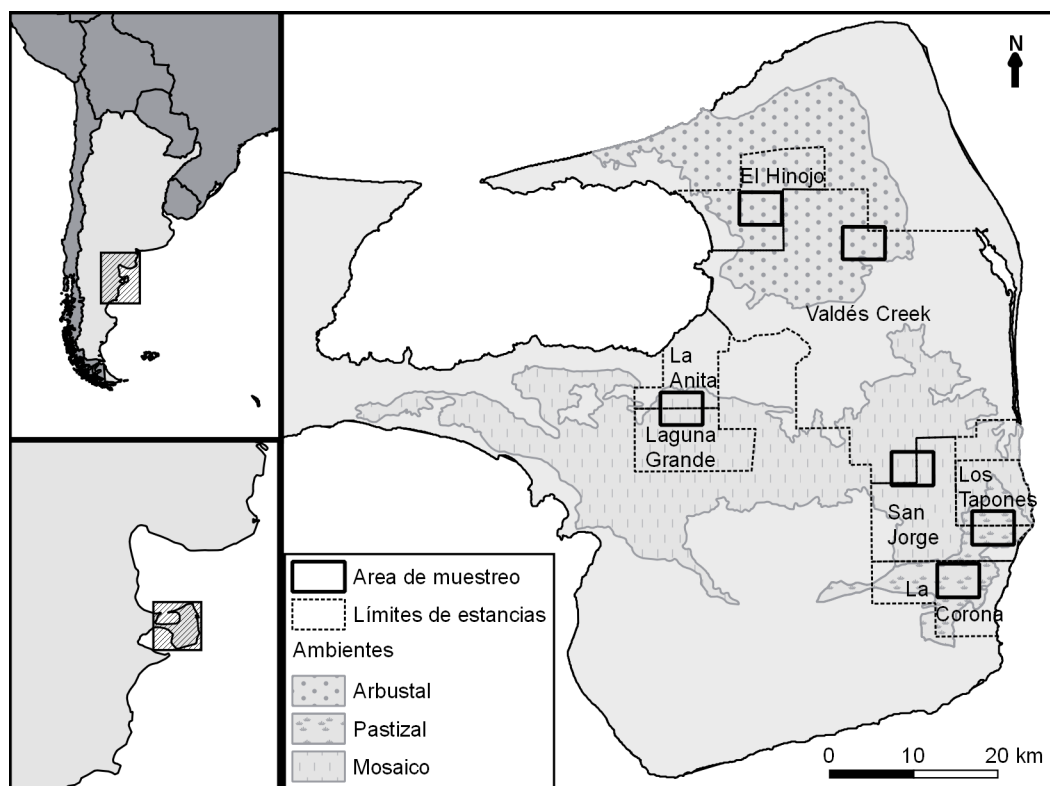 N
El Hinojo
Valdés Creek
La
Anita
Laguna
Grande
Los
Tapones
San
Jorge
La
Corona
Area de muestreo
Límites de estancias
Ambientes
Arbustal
Pastizal
Mosaico
0 10 20 km